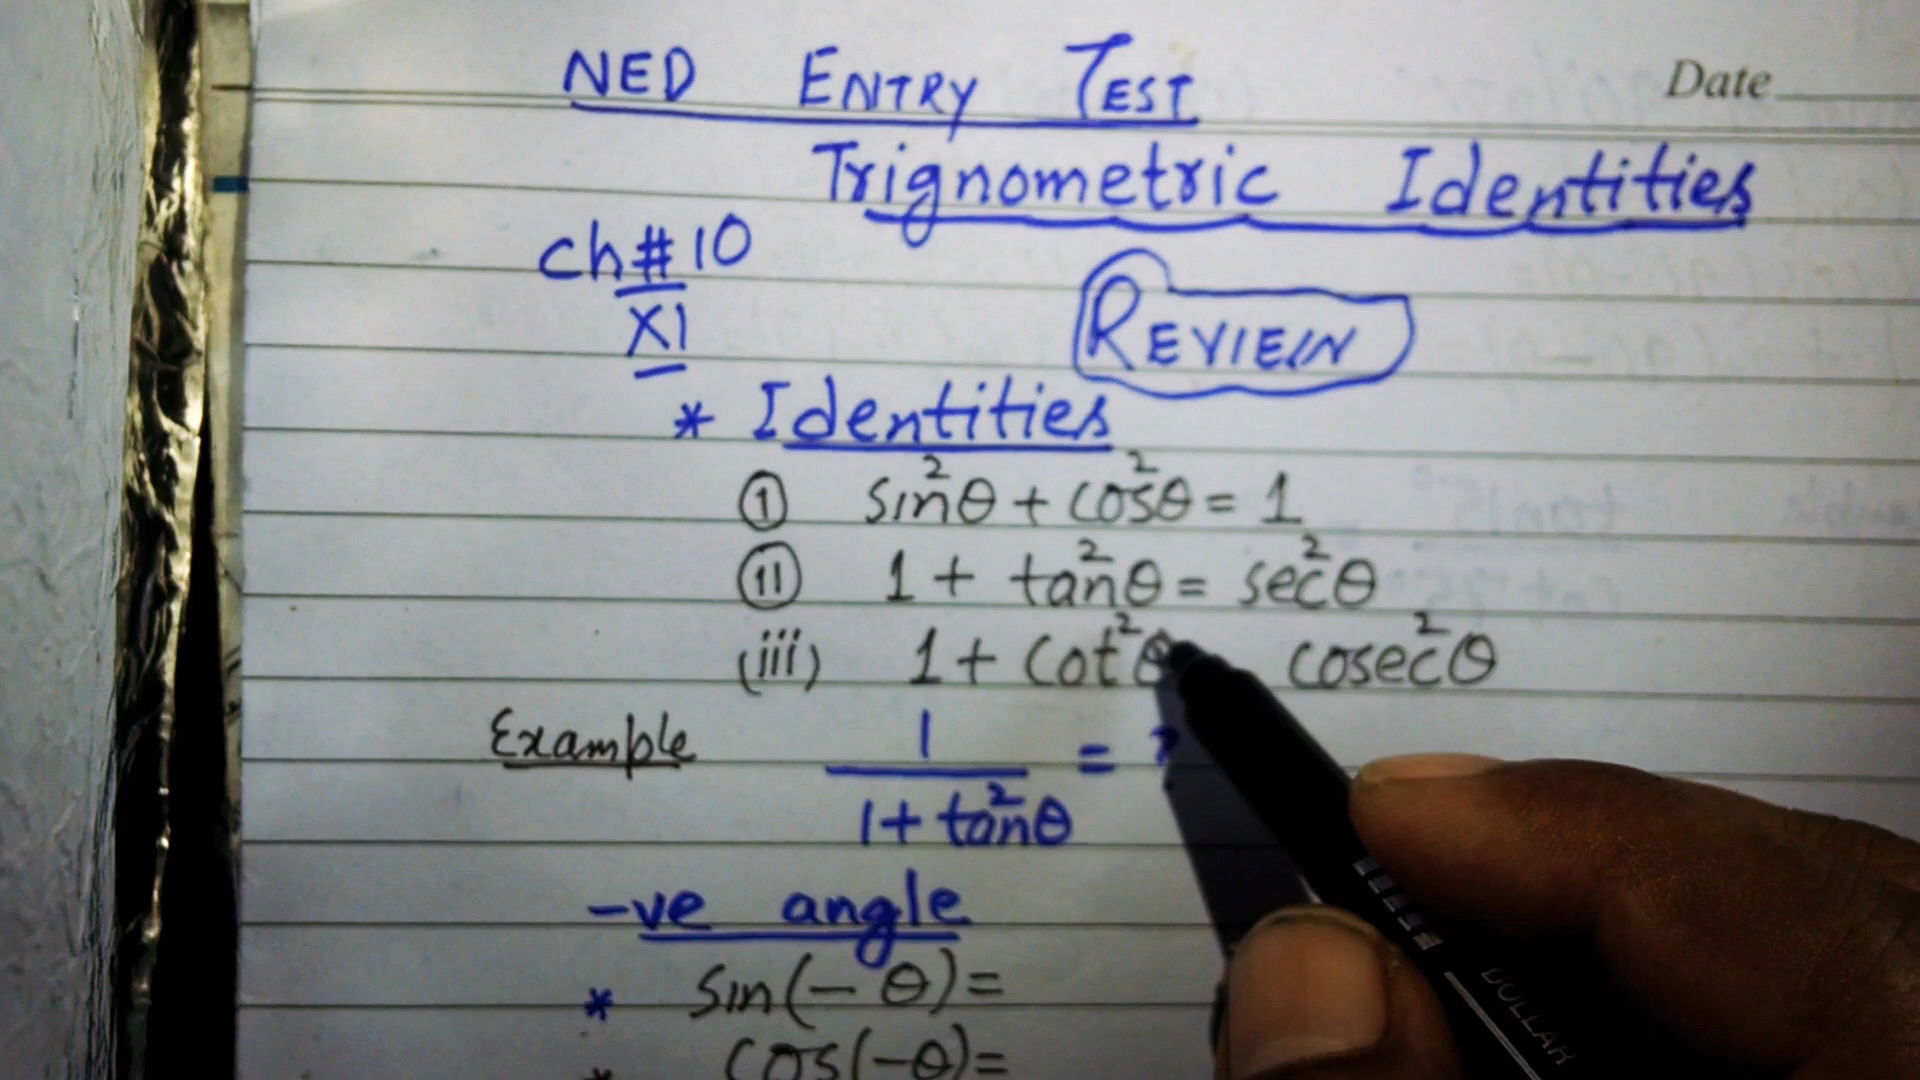 NED ENTRY TEST
Date
Trignometric Identities
ch#10
XI
REVIEW
* Identities
(i) sin²θ + cos²θ = 1
(ii) 1 + tan²θ = sec²θ
(iii) 1 + cot²θ cosec²θ
Example 1/(1+tan²θ) = ?
-ve angle
* sin(-θ)=
* cos(-θ)=
DOLLAR